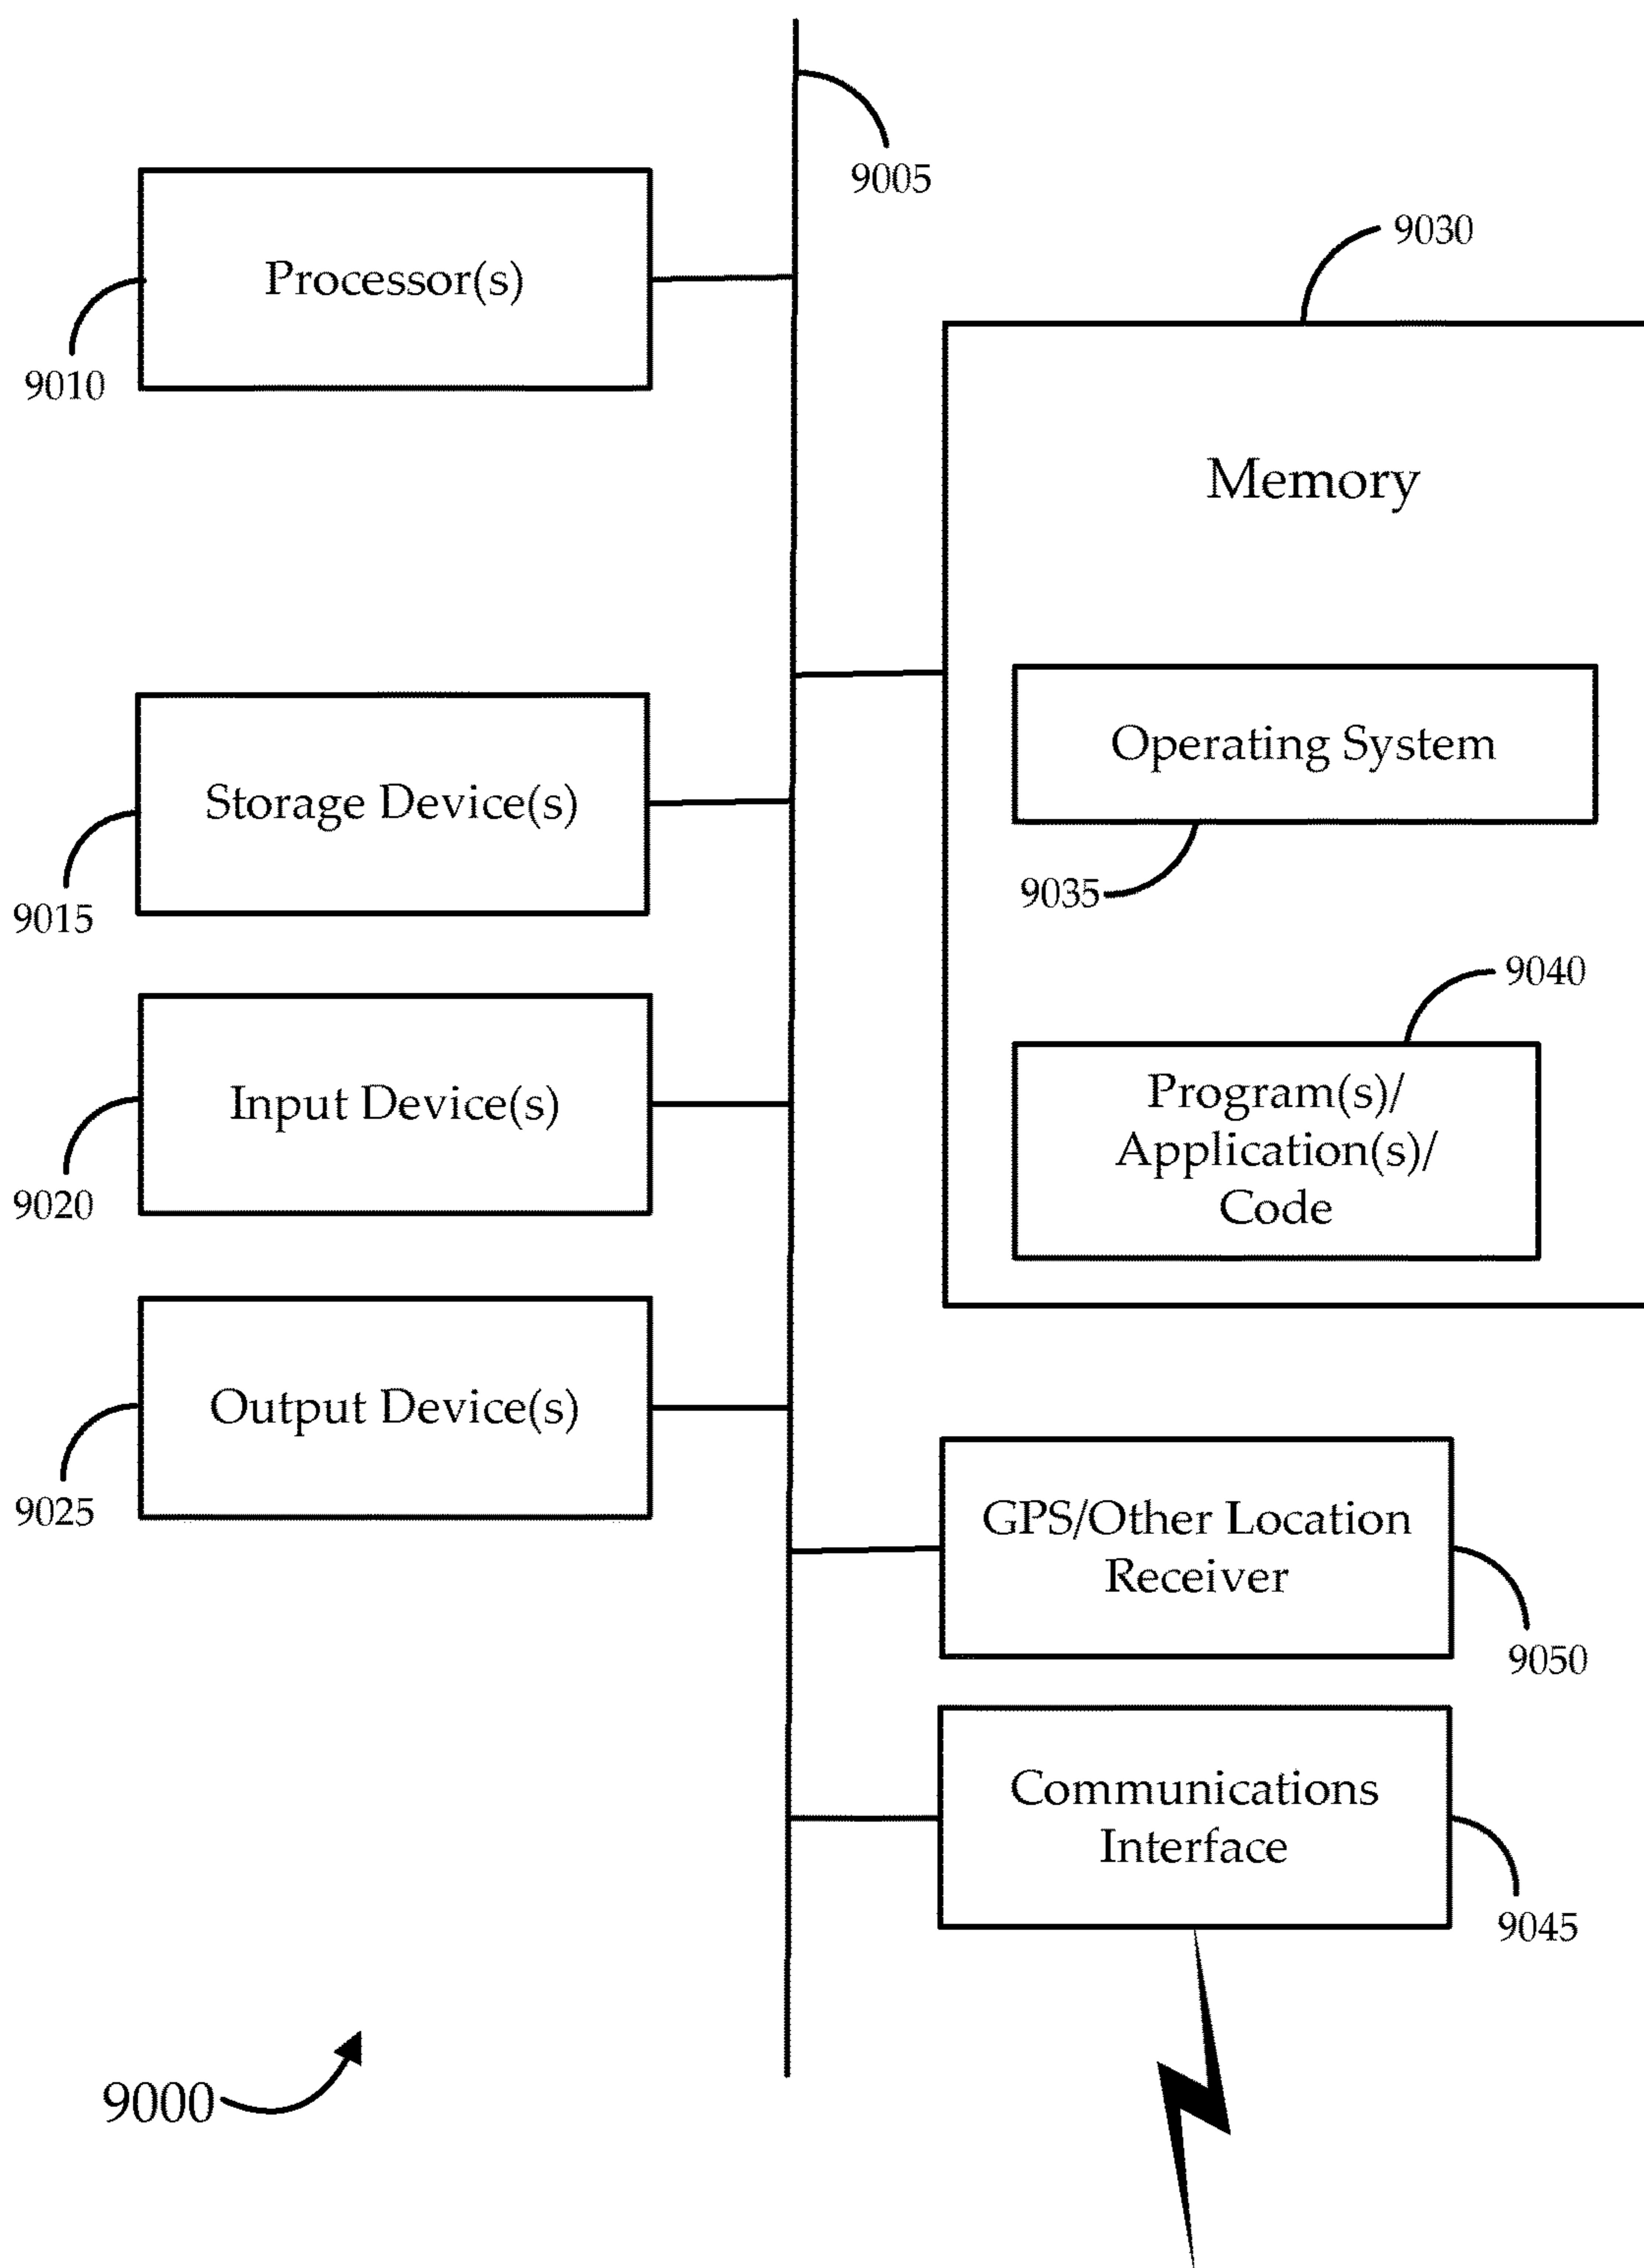 9005
Processor(s)
9010
9030
Memory
Operating System
9035
Storage Device(s)
9015
9040
Program(s)/
Application(s)/
Code
Input Device(s)
9020
Output Device(s)
9025
GPS/Other Location
Receiver
9050
Communications
Interface
9045
9000